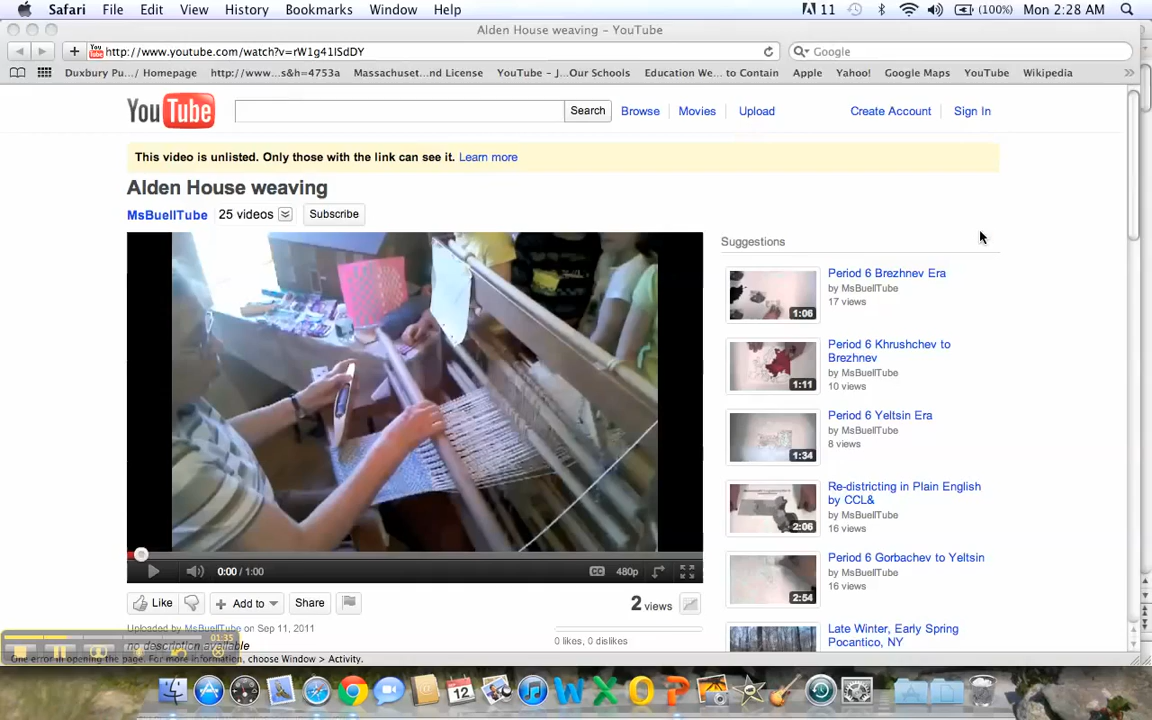 Safari File Edit View History Bookmarks Window Help 11 (100%) Mon 2:28 AM
Alden House weaving - YouTube
You Tube http://www.youtube.com/watch?v=rW1g41lSdDY Google
Duxbury Pu.../ Homepage http://www...s&h=4753a Massachuset...nd License YouTube - J...Our Schools Education We... to Contain Apple Yahoo! Google Maps YouTube Wikipedia
YouTube Search Browse Movies Upload Create Account Sign In
This video is unlisted. Only those with the link can see it. Learn more
Alden House weaving
MsBuellTube 25 videos Subscribe
Suggestions
Period 6 Brezhnev Era
by MsBuellTube
17 views
1:06
Period 6 Khrushchev to
Brezhnev
by MsBuellTube
10 views
1:11
Period 6 Yeltsin Era
by MsBuellTube
8 views
1:34
Re-districting in Plain English
by CCL&
by MsBuellTube
16 views
2:06
Period 6 Gorbachev to Yeltsin
by MsBuellTube
16 views
2:54
Late Winter, Early Spring
Pocantico, NY
0:00 / 1:00 CC 480p
Like Add to Share 2 views
Uploaded by MsBuellTube on Sep 11, 2011
0 likes, 0 dislikes
01:35
no description available
One error in opening the page. For more information, choose Window > Activity.
12